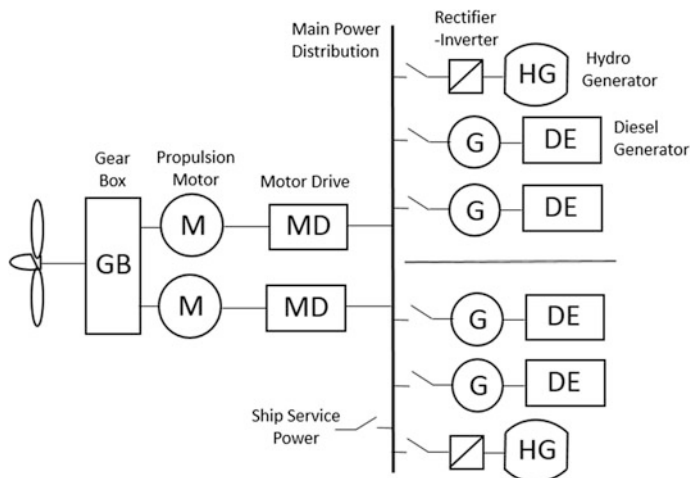 Main Power
Distribution
Rectifier
-Inverter
HG
Hydro
Generator
G
DE
Diesel
Generator
Gear
Box
Propulsion
Motor
Motor Drive
G
DE
M
MD
GB
M
MD
G
DE
G
DE
Ship Service
Power
HG